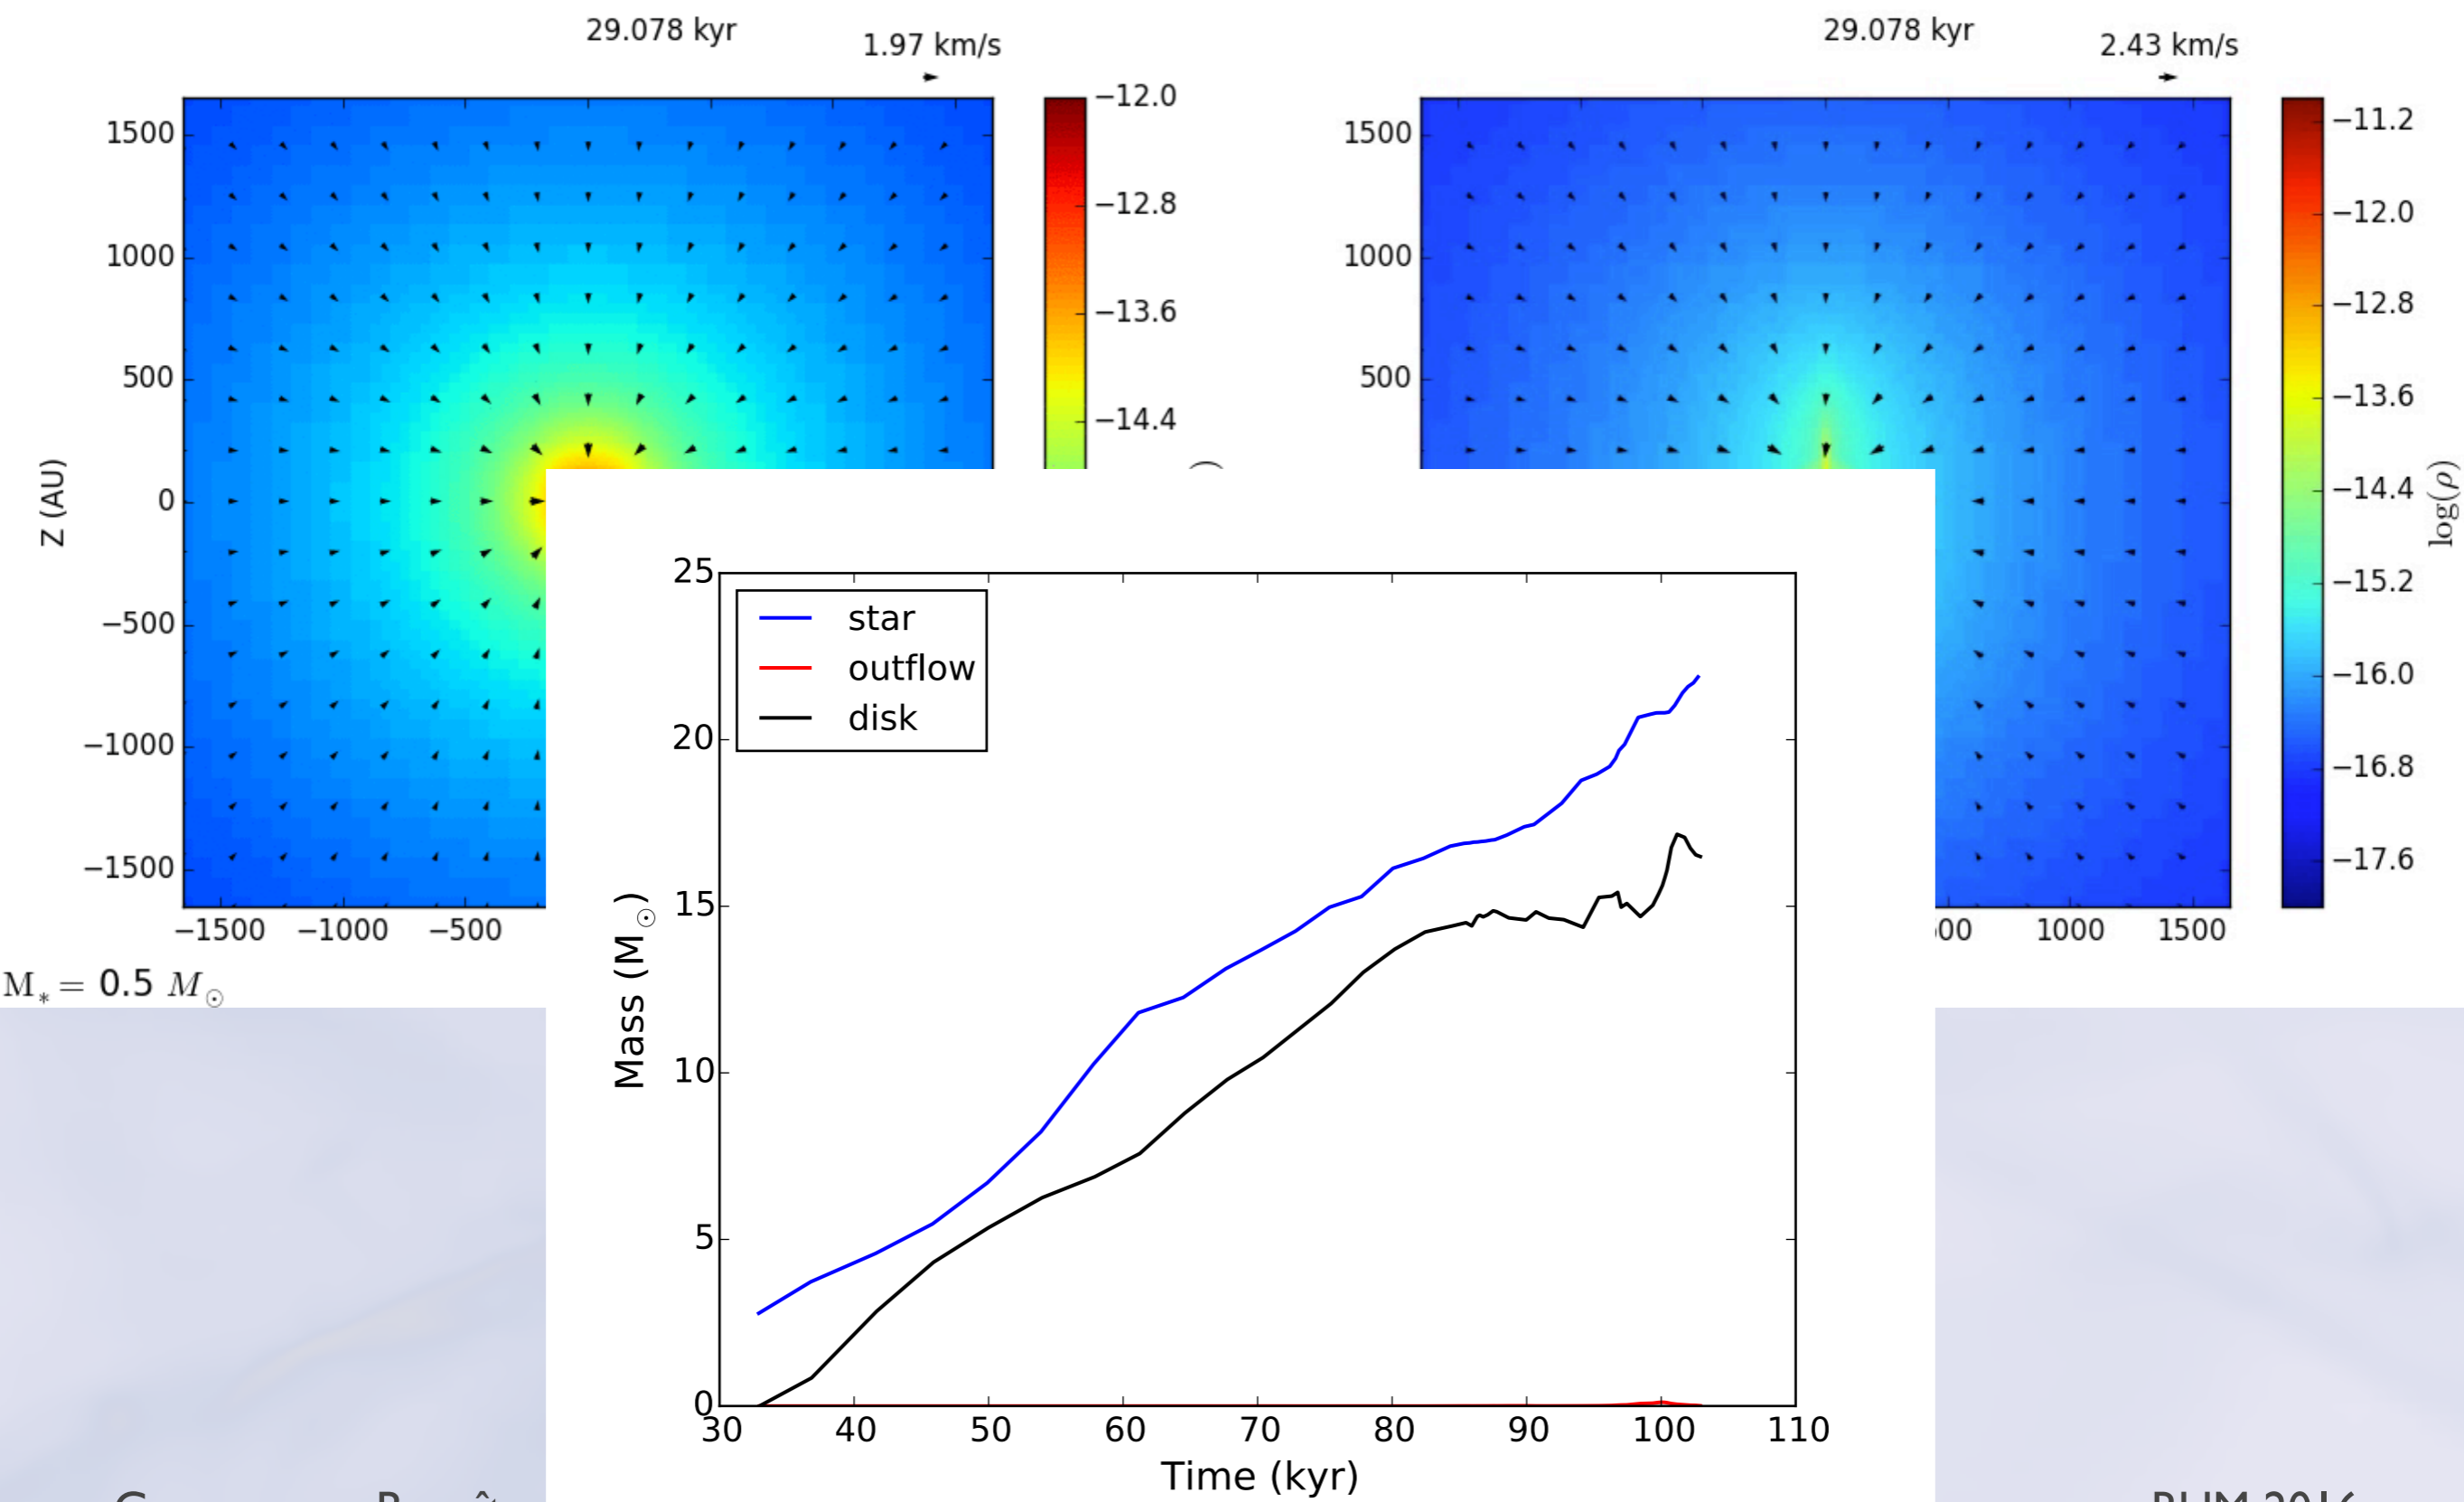 29.078 kyr
1.97 km/s
1500
1000
500
0
−500
−1000
−1500
Z (AU)
−1500 −1000 −500
−12.0
−12.8
−13.6
−14.4
M* = 0.5 M☉
29.078 kyr
2.43 km/s
1500
1000
500
1000 1500
−11.2
−12.0
−12.8
−13.6
−14.4
−15.2
−16.0
−16.8
−17.6
log(ρ)
star
outflow
disk
25
20
15
10
5
0
Mass (M☉)
30 40 50 60 70 80 90 100 110
Time (kyr)
2016